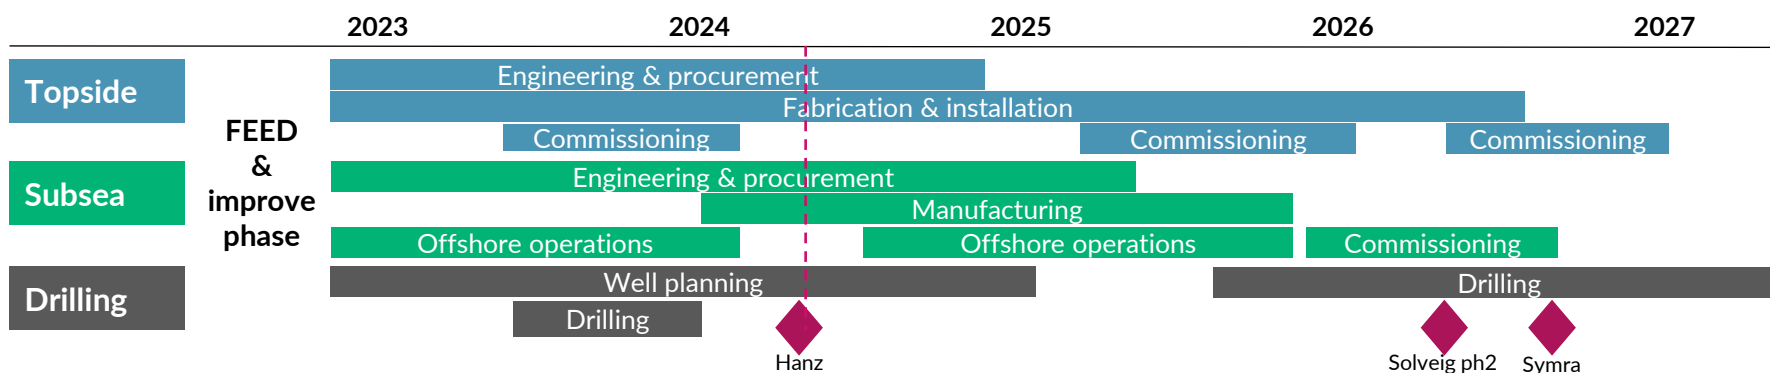 2023 2024 2025 2026 2027
Topside
Engineering & procurement
Fabrication & installation
Commissioning Commissioning Commissioning
FEED
&
improve
phase
Subsea
Engineering & procurement
Manufacturing
Offshore operations Offshore operations Commissioning
Drilling
Well planning Drilling
Drilling
Hanz Solveig ph2 Symra